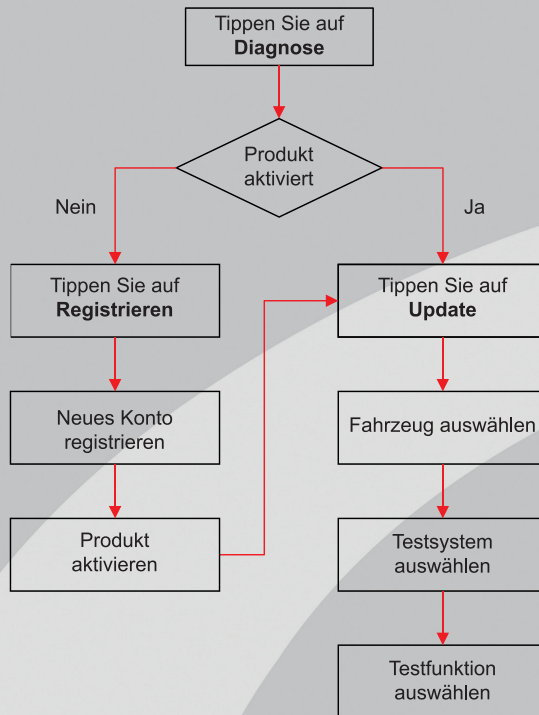 Tippen Sie auf
Diagnose
Produkt
aktiviert
Nein
Ja
Tippen Sie auf
Registrieren
Tippen Sie auf
Update
Neues Konto
registrieren
Fahrzeug auswählen
Produkt
aktivieren
Testsystem
auswählen
Testfunktion
auswählen